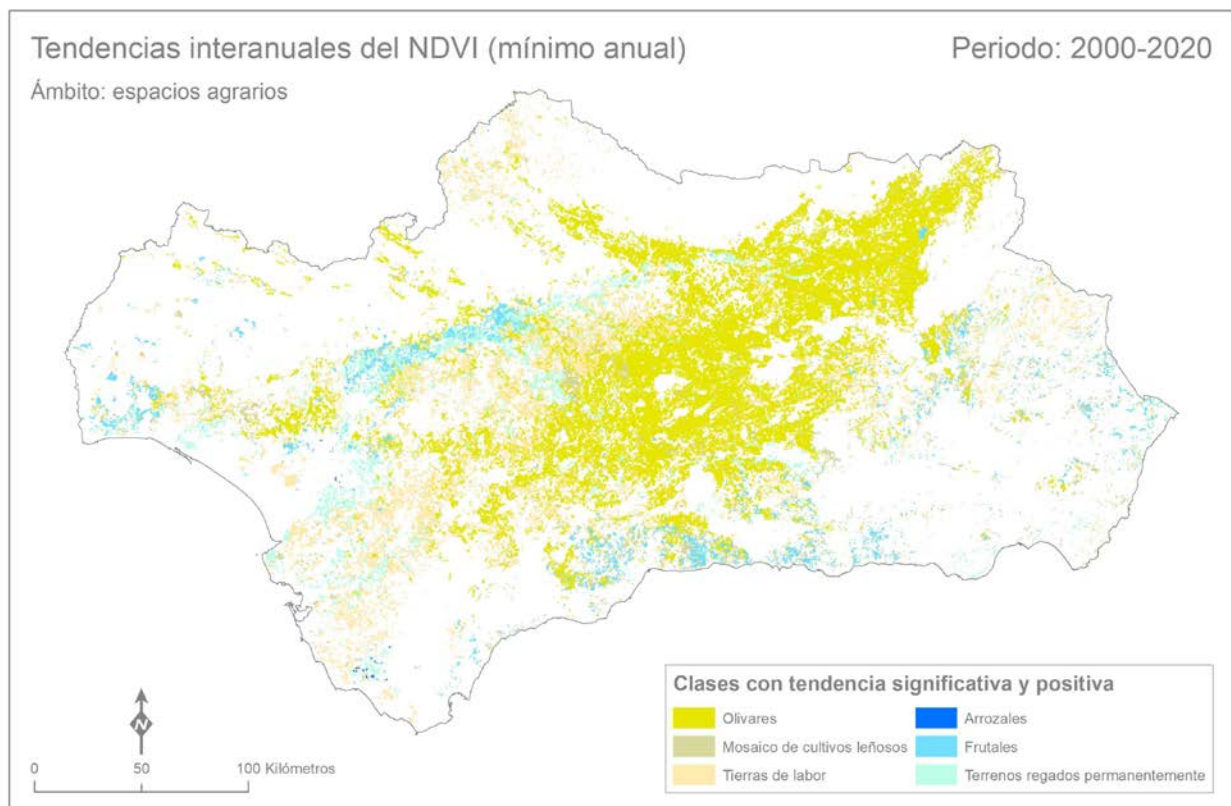 Tendencias interanuales del NDVI (mínimo anual)
Periodo: 2000-2020
Ámbito: espacios agrarios
N
0
50
100 Kilómetros
Clases con tendencia significativa y positiva
Olivares
Mosaico de cultivos leñosos
Tierras de labor
Arrozales
Frutales
Terrenos regados permanentemente